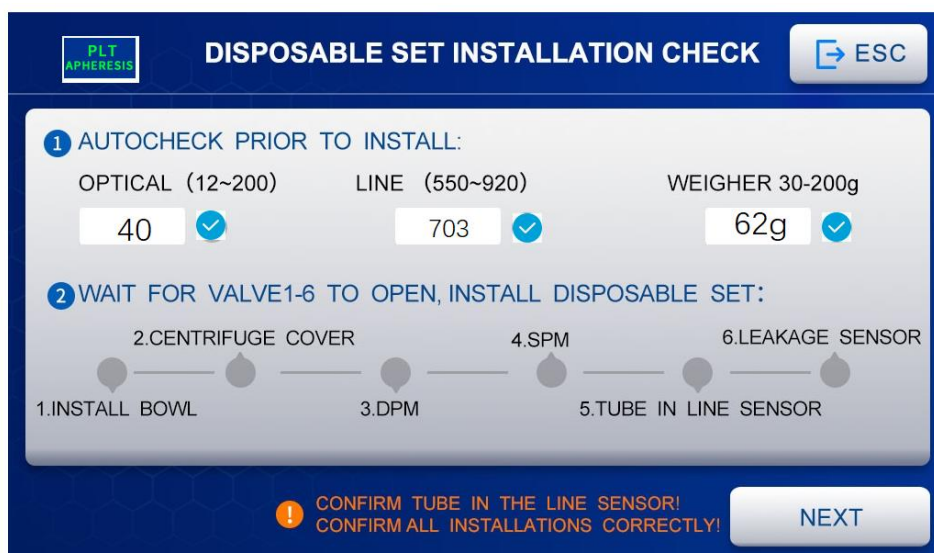 PLT
APHERESIS
DISPOSABLE SET INSTALLATION CHECK
ESC
1 AUTOCHECK PRIOR TO INSTALL:
OPTICAL (12~200) LINE (550~920) WEIGHER 30-200g
40 703 62g
2 WAIT FOR VALVE1-6 TO OPEN, INSTALL DISPOSABLE SET:
2.CENTRIFUGE COVER 4.SPM 6.LEAKAGE SENSOR
1.INSTALL BOWL 3.DPM 5.TUBE IN LINE SENSOR
! CONFIRM TUBE IN THE LINE SENSOR!
CONFIRM ALL INSTALLATIONS CORRECTLY!
NEXT